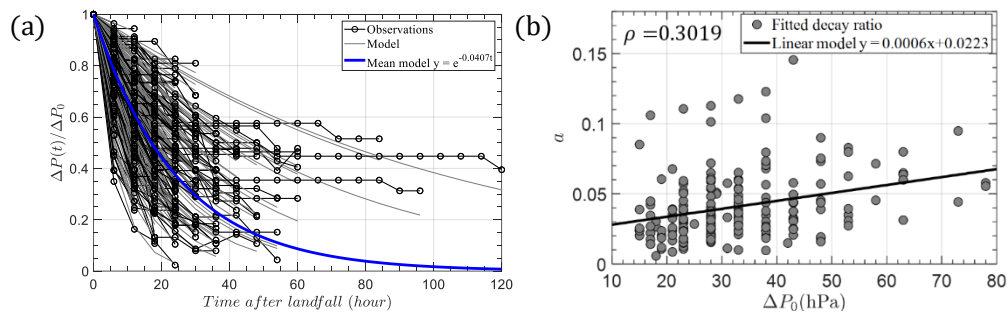 (a)
1
0.8
0.6
0.4
0.2
0
ΔP(t)/ΔP₀
0 20 40 60 80 100 120
Time after landfall (hour)
Observations
Model
Mean model y = e^-0.0407t
(b)
ρ=0.3019
Fitted decay ratio
Linear model y = 0.0006x+0.0223
0.15
0.1
0.05
0
a
10 20 30 40 50 60 70 80
ΔP₀(hPa)